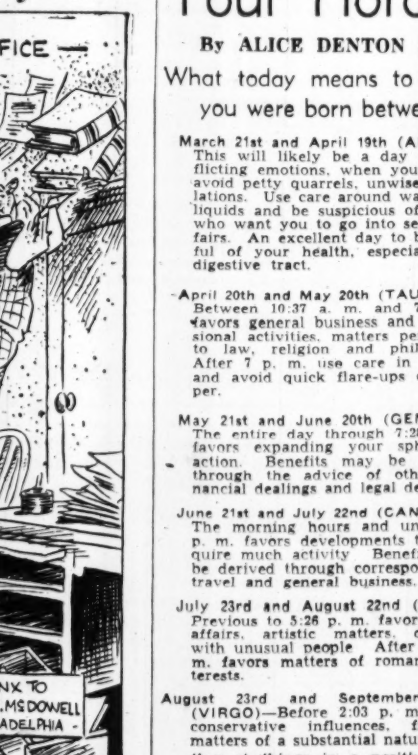 FICE —
NX TO
. MSDOWELL
ADELPHIA -
By ALICE DENTON
What today means to
you were born betwe
March 21st and April 19th (A
This will likely be a day
flicting emotions, when you
avoid petty quarrels, unwise
lations. Use care around wa
liquids and be suspicious of
who want you to go into se
fairs. An excellent day to b
ful of your health, especia
digestive tract.
April 20th and May 20th (TAU
Between 10:37 a. m. and 7
favors general business and
sional activities, matters pe
to law, religion and phil
After 7 p. m. use care in
and avoid quick flare-ups
per.
May 21st and June 20th (GEM
The entire day through 7:28
favors expanding your sph
action. Benefits may be
through the advice of oth
nancial dealings and legal de
June 21st and July 22nd (CAN
The morning hours and un
p. m. favors developments t
quire much activity Benef
be derived through correspo
travel and general business.
July 23rd and August 22nd (
Previous to 5:26 p. m. favor
affairs, artistic matters,
with unusual people After
m. favors matters of roman
terests.
August 23rd and September
(VIRGO)—Before 2:03 p. m
conservative influences, f
matters of a substantial natu